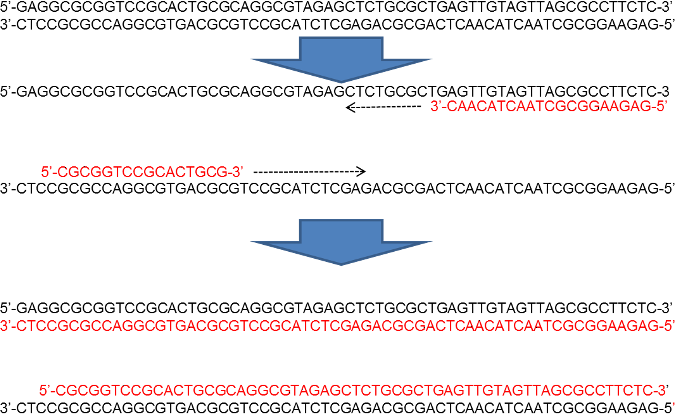 5’-GAGGCGCGGTCCGCACTGCGCAGGCGTAGAGCTCTGCGCTGAGTTGTAGTTAGCGCCTTCTC-3’
3’-CTCCGCGCCAGGCGTGACGCGTCCGCATCTCGAGACGCGACTCAACATCAATCGCGGAAGAG-5’
5’-GAGGCGCGGTCCGCACTGCGCAGGCGTAGAGCTCTGCGCTGAGTTGTAGTTAGCGCCTTCTC-3
3’-CAACATCAATCGCGGAAGAG-5’
5’-CGCGGTCCGCACTGCG-3’
3’-CTCCGCGCCAGGCGTGACGCGTCCGCATCTCGAGACGCGACTCAACATCAATCGCGGAAGAG-5’
5’-GAGGCGCGGTCCGCACTGCGCAGGCGTAGAGCTCTGCGCTGAGTTGTAGTTAGCGCCTTCTC-3’
3’-CTCCGCGCCAGGCGTGACGCGTCCGCATCTCGAGACGCGACTCAACATCAATCGCGGAAGAG-5’
5’-CGCGGTCCGCACTGCGCAGGCGTAGAGCTCTGCGCTGAGTTGTAGTTAGCGCCTTCTC-3’
3’-CTCCGCGCCAGGCGTGACGCGTCCGCATCTCGAGACGCGACTCAACATCAATCGCGGAAGAG-5’